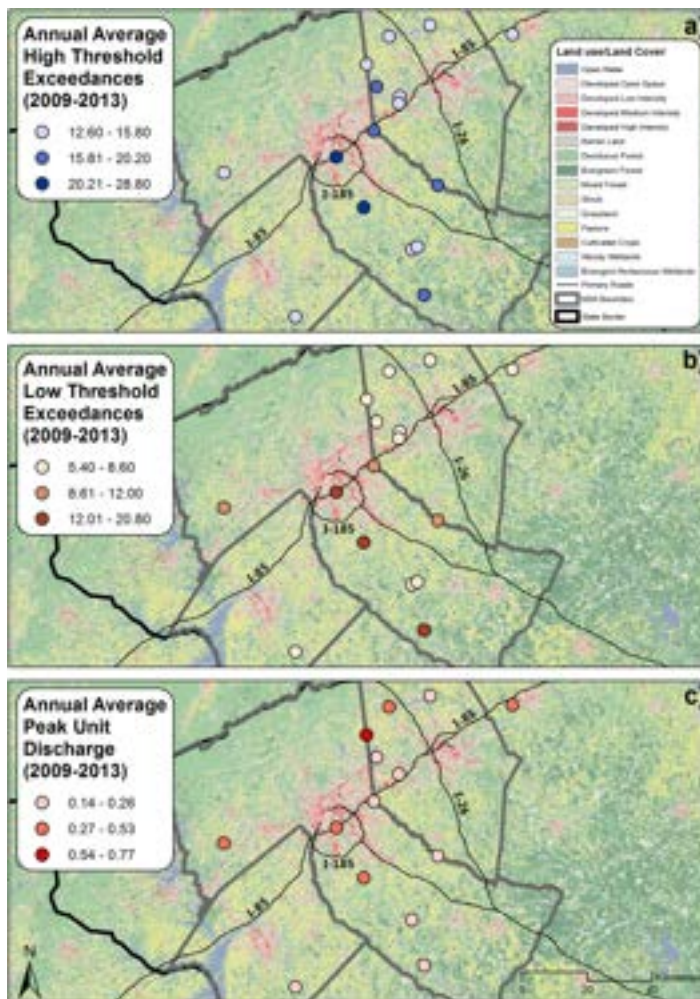 Annual Average
High Threshold
Exceedances
(2009-2013)
12.60 - 15.80
15.81 - 20.20
20.21 - 28.80
a
I-85
I-26
I-185
I-85
Land use/Land Cover
Open Water
Developed Open Space
Developed Low Intensity
Developed Medium Intensity
Developed High Intensity
Barren Land
Deciduous Forest
Evergreen Forest
Mixed Forest
Shrub
Grassland
Pasture
Cultivated Crops
Woody Wetlands
Emergent Herbaceous Wetlands
Primary Roads
Boundary
State Border
Annual Average
Low Threshold
Exceedances
(2009-2013)
5.40 - 8.60
8.61 - 12.00
12.01 - 20.80
b
I-85
I-26
I-185
I-85
Annual Average
Peak Unit
Discharge
(2009-2013)
0.14 - 0.26
0.27 - 0.53
0.54 - 0.77
c
I-85
I-26
I-185
I-85
N